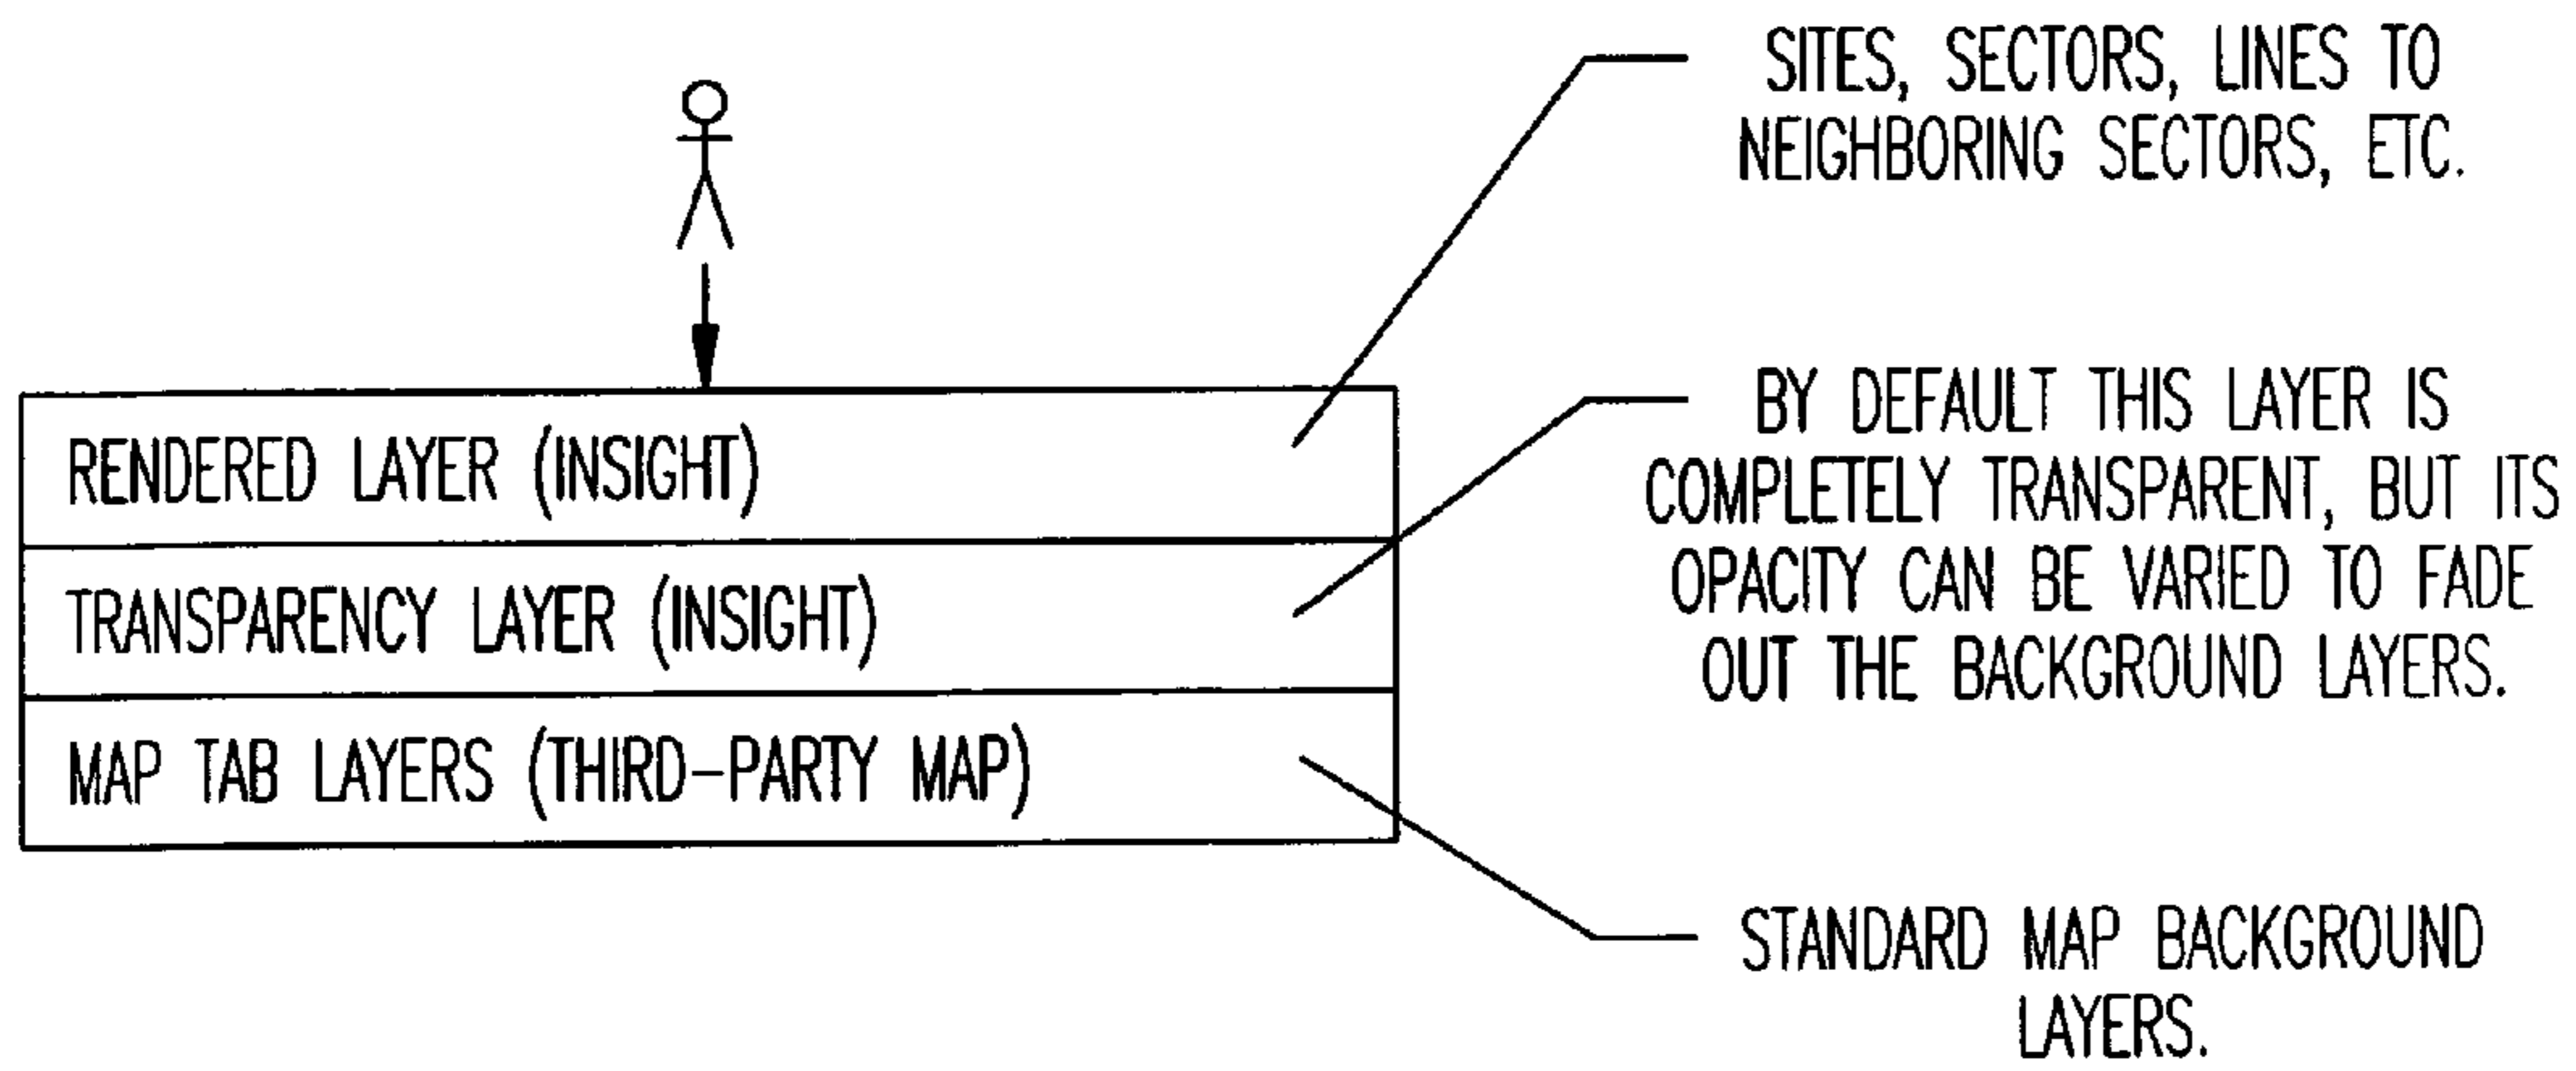 SITES, SECTORS, LINES TO
NEIGHBORING SECTORS, ETC.
RENDERED LAYER (INSIGHT)
BY DEFAULT THIS LAYER IS
COMPLETELY TRANSPARENT, BUT ITS
OPACITY CAN BE VARIED TO FADE
OUT THE BACKGROUND LAYERS.
TRANSPARENCY LAYER (INSIGHT)
MAP TAB LAYERS (THIRD-PARTY MAP)
STANDARD MAP BACKGROUND
LAYERS.